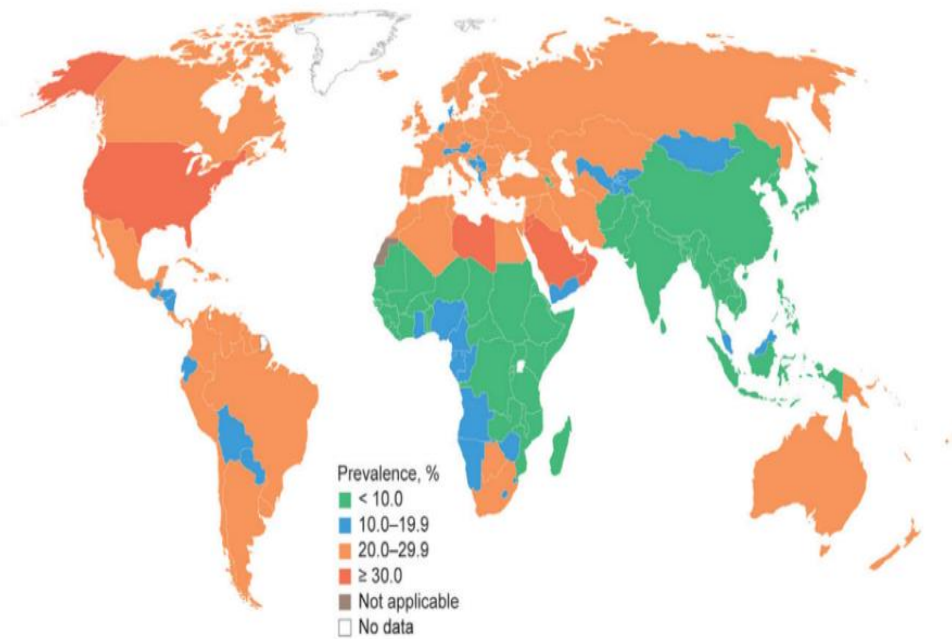 Prevalence, %
< 10.0
10.0–19.9
20.0–29.9
≥ 30.0
Not applicable
No data